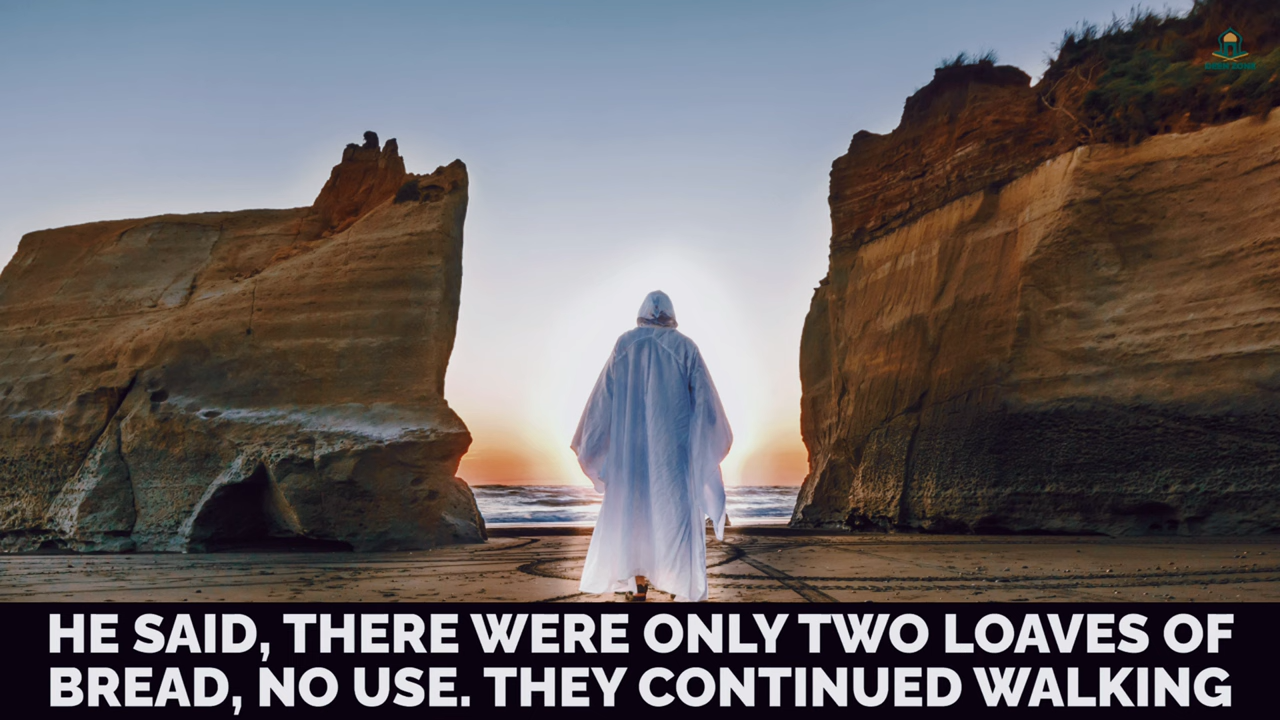 HE SAID, THERE WERE ONLY TWO LOAVES OF
BREAD, NO USE. THEY CONTINUED WALKING